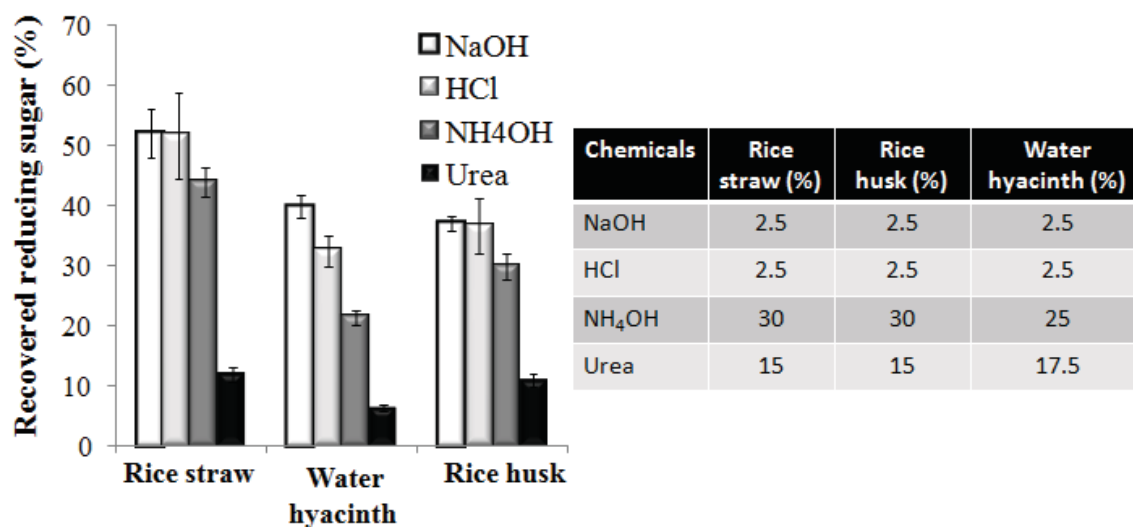 Recovered reducing sugar (%)
70
60
50
40
30
20
10
0
NaOH
HCl
NH4OH
Urea
Rice straw
Water
hyacinth
Rice husk
Chemicals Rice straw (%) Rice husk (%) Water hyacinth (%)
NaOH 2.5 2.5 2.5
HCl 2.5 2.5 2.5
NH₄OH 30 30 25
Urea 15 15 17.5